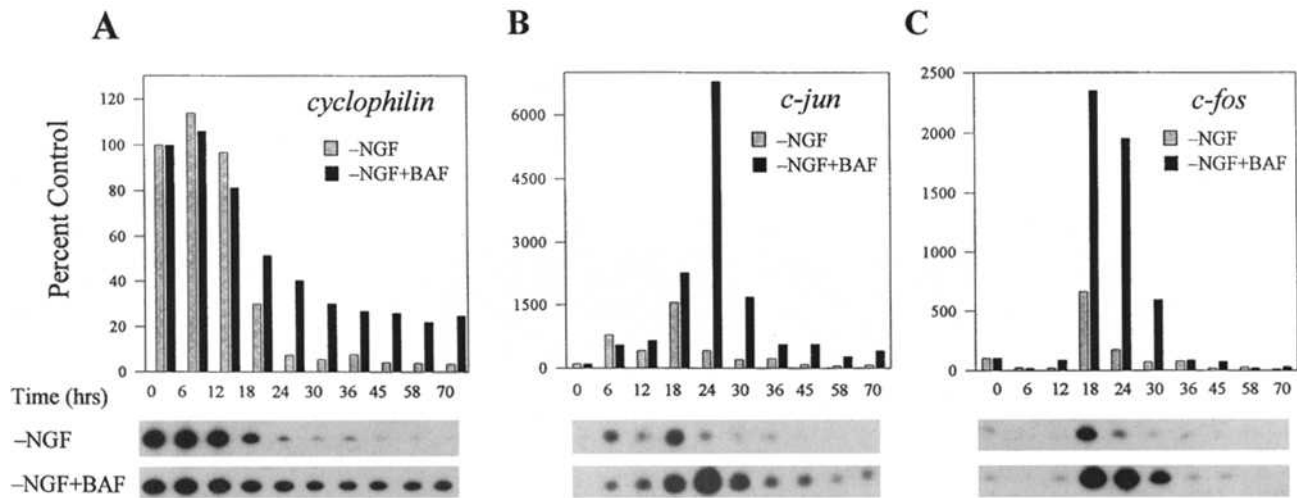 A
B
C
cyclophilin
–NGF
–NGF+BAF
Percent Control
120
100
80
60
40
20
0
c-jun
–NGF
–NGF+BAF
6000
4500
3000
1500
0
c-fos
–NGF
–NGF+BAF
2500
2000
1500
1000
500
0
Time (hrs)
0 6 12 18 24 30 36 45 58 70
0 6 12 18 24 30 36 45 58 70
0 6 12 18 24 30 36 45 58 70
–NGF
–NGF+BAF